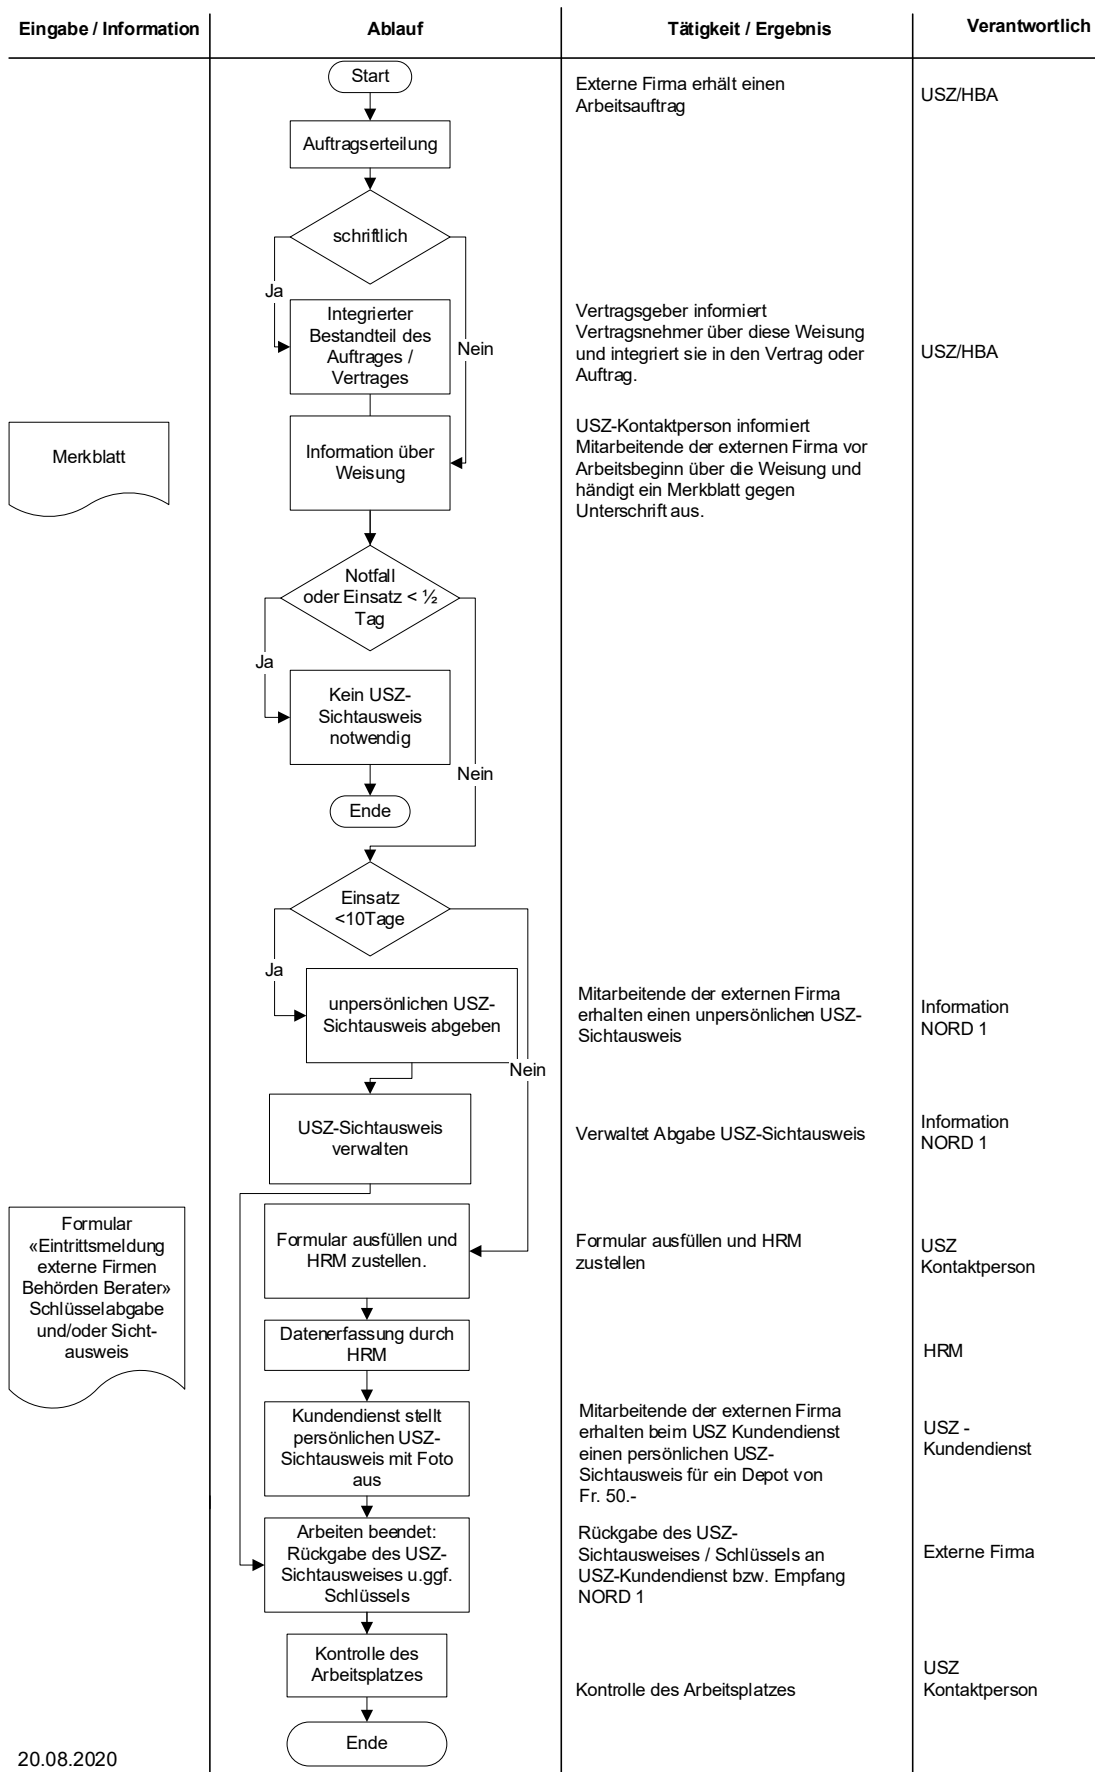 Eingabe / Information
Ablauf
Tätigkeit / Ergebnis
Verantwortlich
Start
Externe Firma erhält einen
Arbeitsauftrag
USZ/HBA
Auftragserteilung
schriftlich
Ja
Nein
Integrierter
Bestandteil des
Auftrages /
Vertrages
Vertragsgeber informiert
Vertragsnehmer über diese Weisung
und integriert sie in den Vertrag oder
Auftrag.
USZ/HBA
Merkblatt
Information über
Weisung
USZ-Kontaktperson informiert
Mitarbeitende der externen Firma vor
Arbeitsbeginn über die Weisung und
händigt ein Merkblatt gegen
Unterschrift aus.
Notfall
oder Einsatz < ½
Tag
Ja
Kein USZ-
Sichtausweis
notwendig
Nein
Ende
Einsatz
<10Tage
Ja
unpersönlichen USZ-
Sichtausweis abgeben
Mitarbeitende der externen Firma
erhalten einen unpersönlichen USZ-
Sichtausweis
Information
NORD 1
Nein
USZ-Sichtausweis
verwalten
Verwaltet Abgabe USZ-Sichtausweis
Information
NORD 1
Formular
«Eintrittsmeldung
externe Firmen
Behörden Berater»
Schlüsselabgabe
und/oder Sicht-
ausweis
Formular ausfüllen und
HRM zustellen.
Formular ausfüllen und HRM
zustellen
USZ
Kontaktperson
Datenerfassung durch
HRM
HRM
Kundendienst stellt
persönlichen USZ-
Sichtausweis mit Foto
aus
Mitarbeitende der externen Firma
erhalten beim USZ Kundendienst
einen persönlichen USZ-
Sichtausweis für ein Depot von
Fr. 50.-
USZ -
Kundendienst
Arbeiten beendet:
Rückgabe des USZ-
Sichtausweises u.ggf.
Schlüssels
Rückgabe des USZ-
Sichtausweises / Schlüssels an
USZ-Kundendienst bzw. Empfang
NORD 1
Externe Firma
Kontrolle des
Arbeitsplatzes
Kontrolle des Arbeitsplatzes
USZ
Kontaktperson
Ende
20.08.2020